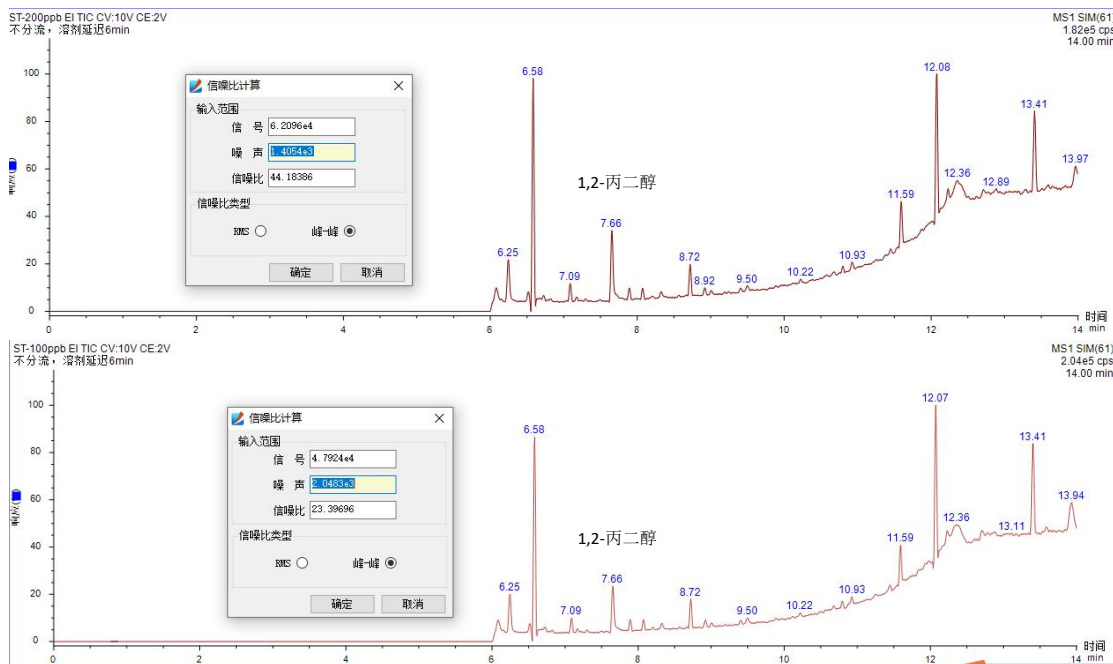 ST-200ppb EI TIC CV:10V CE:2V
MS1 SIM(61)
不分流，溶剂延迟6min
1.82e5 cps
14.00 min
信噪比计算
输入范围
信 号 6.2096e4
噪 声 1.4054e3
信噪比 44.18386
信噪比类型
RMS 峰-峰
确定 取消
1,2-丙二醇
100
80
60
40
20
0
6.25
6.58
7.09
7.66
8.72
8.92
9.50
10.22
10.93
11.59
12.08
12.36
12.89
13.41
13.97
0 2 4 6 8 10 12 14
时间
min
ST-100ppb EI TIC CV:10V CE:2V
MS1 SIM(61)
不分流，溶剂延迟6min
2.04e5 cps
14.00 min
信噪比计算
输入范围
信 号 4.7924e4
噪 声 2.0483e3
信噪比 23.39696
信噪比类型
RMS 峰-峰
确定 取消
1,2-丙二醇
100
80
60
40
20
0
6.25
6.58
7.09
7.66
8.72
9.50
10.22
10.93
11.59
12.07
12.36
13.11
13.41
13.94
0 2 4 6 8 10 12 14
时间
min